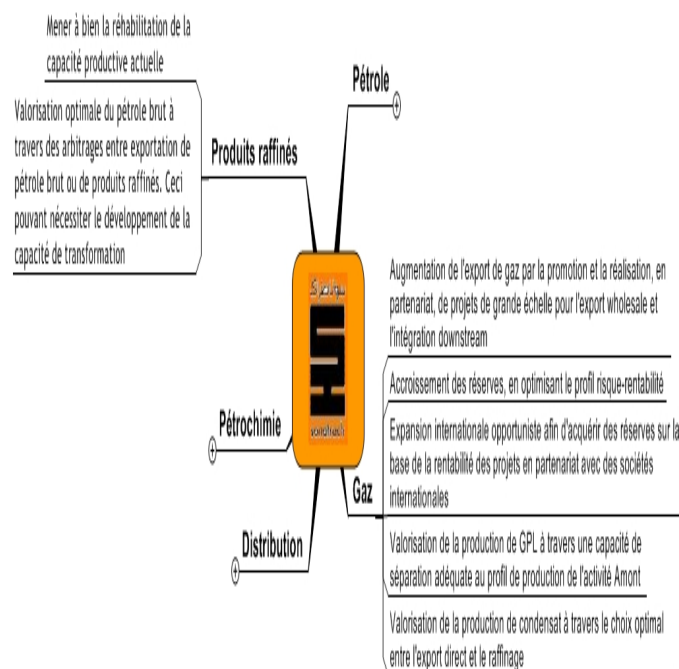 Mener à bien la réhabilitation de la
capacité productive actuelle
Valorisation optimale du pétrole brut à
travers des arbitrages entre exportation de
pétrole brut ou de produits raffinés. Ceci
pouvant nécessiter le développement de la
capacité de transformation
Produits raffinés
Pétrole
سوناطراك
sonatrach
Pétrochimie
Distribution
Gaz
Augmentation de l'export de gaz par la promotion et la réalisation, en
partenariat, de projets de grande échelle pour l'export wholesale et
l'intégration downstream
Accroissement des réserves, en optimisant le profil risque-rentabilité
Expansion internationale opportuniste afin d'acquérir des réserves sur la
base de la rentabilité des projets en partenariat avec des sociétés
internationales
Valorisation de la production de GPL à travers une capacité de
séparation adéquate au profil de production de l'activité Amont
Valorisation de la production de condensat à travers le choix optimal
entre l'export direct et le raffinage